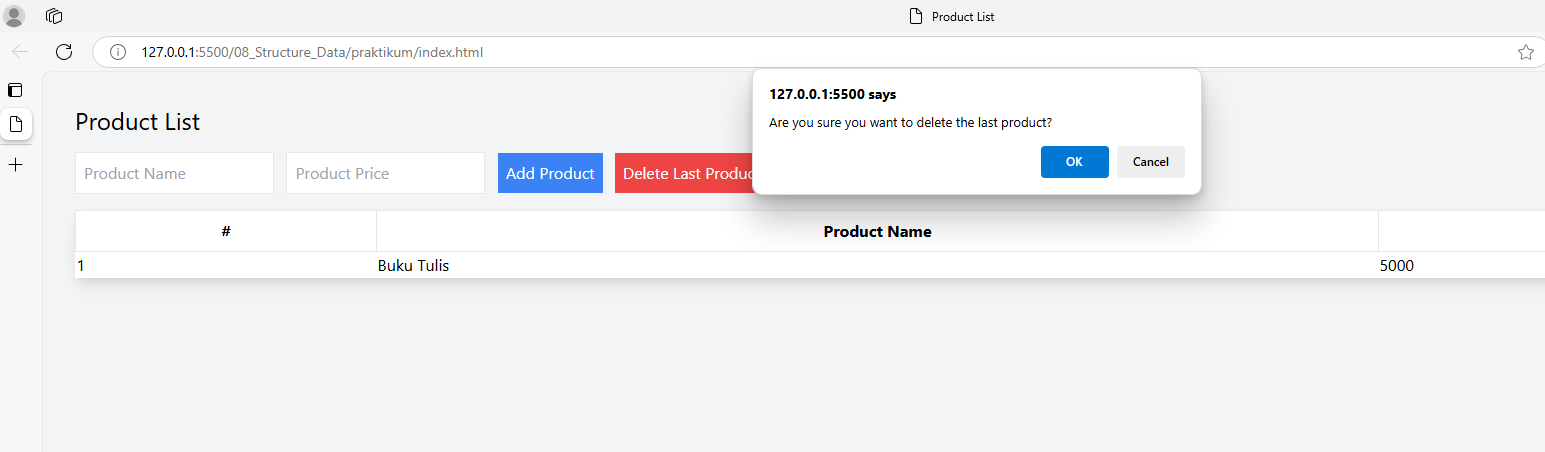 Product List
127.0.0.1:5500/08_Structure_Data/praktikum/index.html
127.0.0.1:5500 says
Are you sure you want to delete the last product?
OK Cancel
Product List
Product Name Product Price Add Product Delete Last Produc
# Product Name
1 Buku Tulis 5000